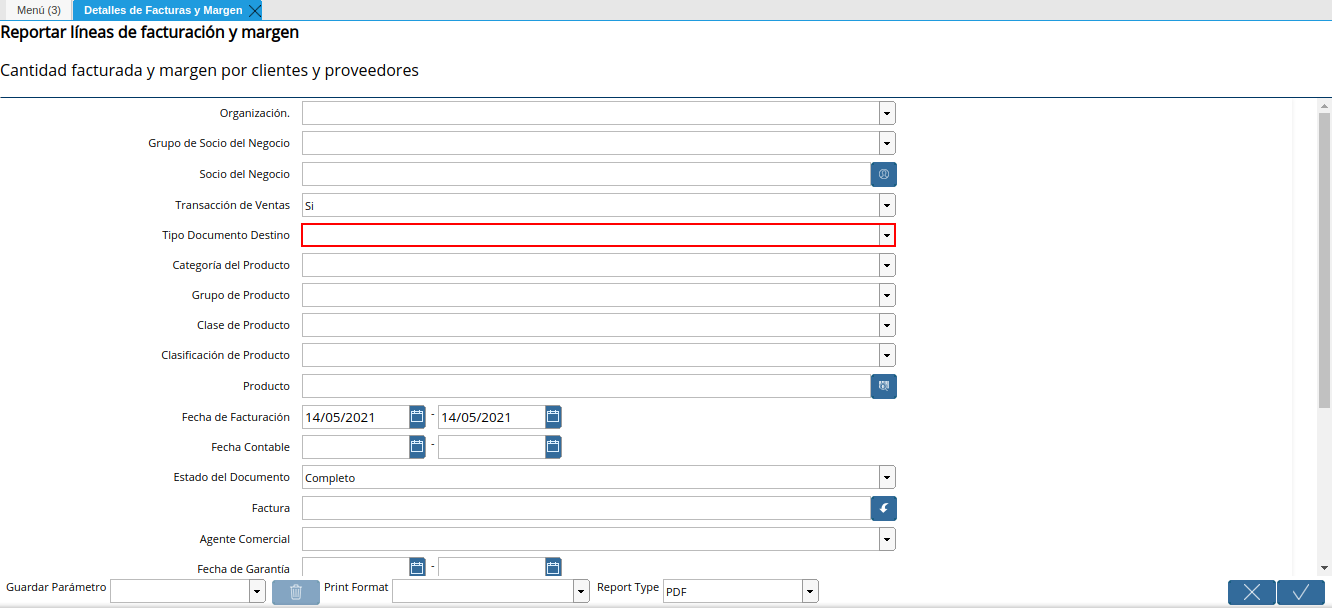 Menú (3) Detalles de Facturas y Margen
Reportar líneas de facturación y margen
Cantidad facturada y margen por clientes y proveedores
Organización.
Grupo de Socio del Negocio
Socio del Negocio
Transacción de Ventas Si
Tipo Documento Destino
Categoría del Producto
Grupo de Producto
Clase de Producto
Clasificación de Producto
Producto
Fecha de Facturación 14/05/2021 - 14/05/2021
Fecha Contable -
Estado del Documento Completo
Factura
Agente Comercial
Fecha de Garantía -
Guardar Parámetro Print Format Report Type PDF